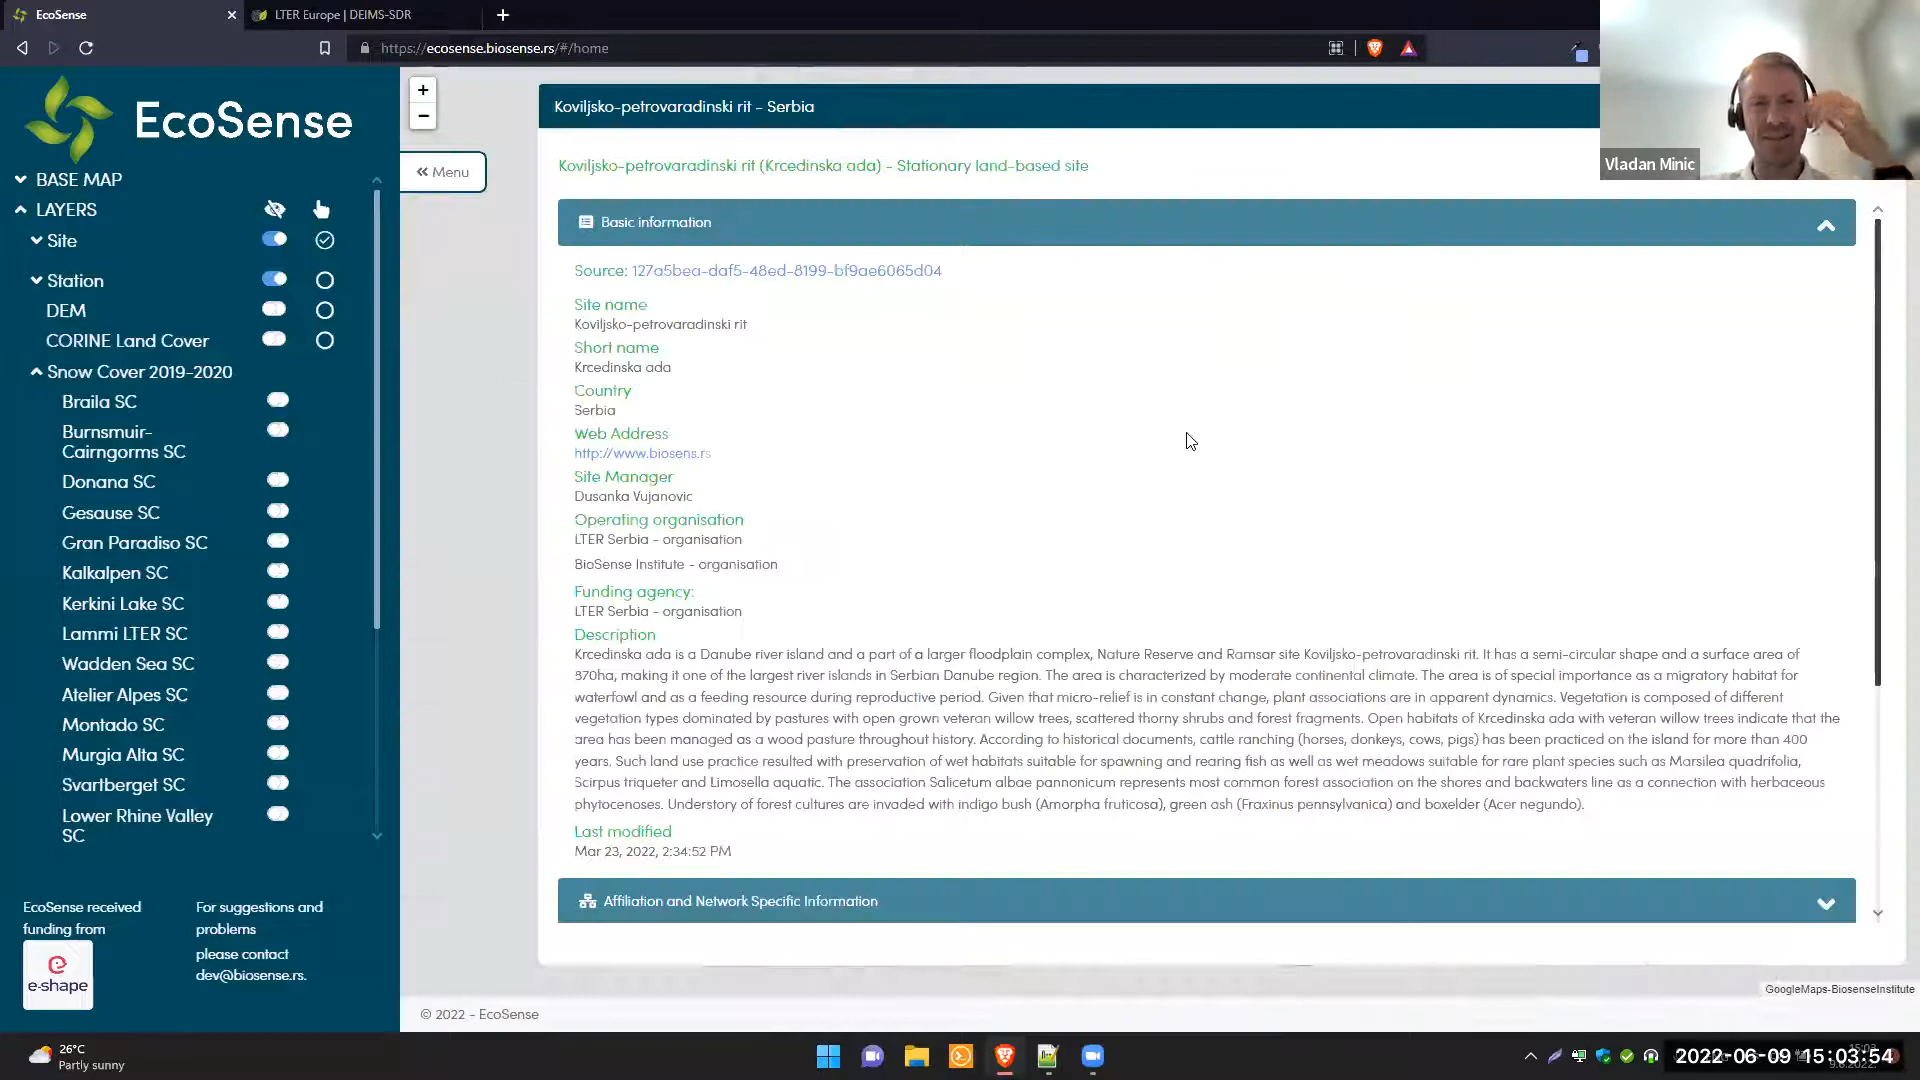 EcoSense
LTER Europe | DEIMS-SDR
https://ecosense.biosense.rs/#/home
EcoSense
BASE MAP
LAYERS
Site
Station
DEM
CORINE Land Cover
Snow Cover 2019-2020
Braila SC
Burnsmuir-
Cairngorms SC
Donana SC
Gesause SC
Gran Paradiso SC
Kalkalpen SC
Kerkini Lake SC
Lammi LTER SC
Wadden Sea SC
Atelier Alpes SC
Montado SC
Murgia Alta SC
Svartberget SC
Lower Rhine Valley
SC
EcoSense received
funding from
e-shape
For suggestions and
problems
please contact
dev@biosense.rs.
+
−
« Menu
Koviljsko-petrovaradinski rit - Serbia
Koviljsko-petrovaradinski rit (Krcedinska ada) - Stationary land-based site
Basic information
Source: 127a5bea-daf5-48ed-8199-bf9ae6065d04
Site name
Koviljsko-petrovaradinski rit
Short name
Krcedinska ada
Country
Serbia
Web Address
http://www.biosens.rs
Site Manager
Dusanka Vujanovic
Operating organisation
LTER Serbia - organisation
BioSense Institute - organisation
Funding agency:
LTER Serbia - organisation
Description
Krcedinska ada is a Danube river island and a part of a larger floodplain complex, Nature Reserve and Ramsar site Koviljsko-petrovaradinski rit. It has a semi-circular shape and a surface area of
870ha, making it one of the largest river islands in Serbian Danube region. The area is characterized by moderate continental climate. The area is of special importance as a migratory habitat for
waterfowl and as a feeding resource during reproductive period. Given that micro-relief is in constant change, plant associations are in apparent dynamics. Vegetation is composed of different
vegetation types dominated by pastures with open grown veteran willow trees, scattered thorny shrubs and forest fragments. Open habitats of Krcedinska ada with veteran willow trees indicate that the
area has been managed as a wood pasture throughout history. According to historical documents, cattle ranching (horses, donkeys, cows, pigs) has been practiced on the island for more than 400
years. Such land use practice resulted with preservation of wet habitats suitable for spawning and rearing fish as well as wet meadows suitable for rare plant species such as Marsilea quadrifolia,
Scirpus triqueter and Limosella aquatic. The association Salicetum albae pannonicum represents most common forest association on the shores and backwaters line as a connection with herbaceous
phytocenoses. Understory of forest cultures are invaded with indigo bush (Amorpha fruticosa), green ash (Fraxinus pennsylvanica) and boxelder (Acer negundo).
Last modified
Mar 23, 2022, 2:34:52 PM
Affiliation and Network Specific Information
GoogleMaps-BiosenseInstitute
© 2022 - EcoSense
Vladan Minic
26°C
Partly sunny
2022-06-09 15:03:54